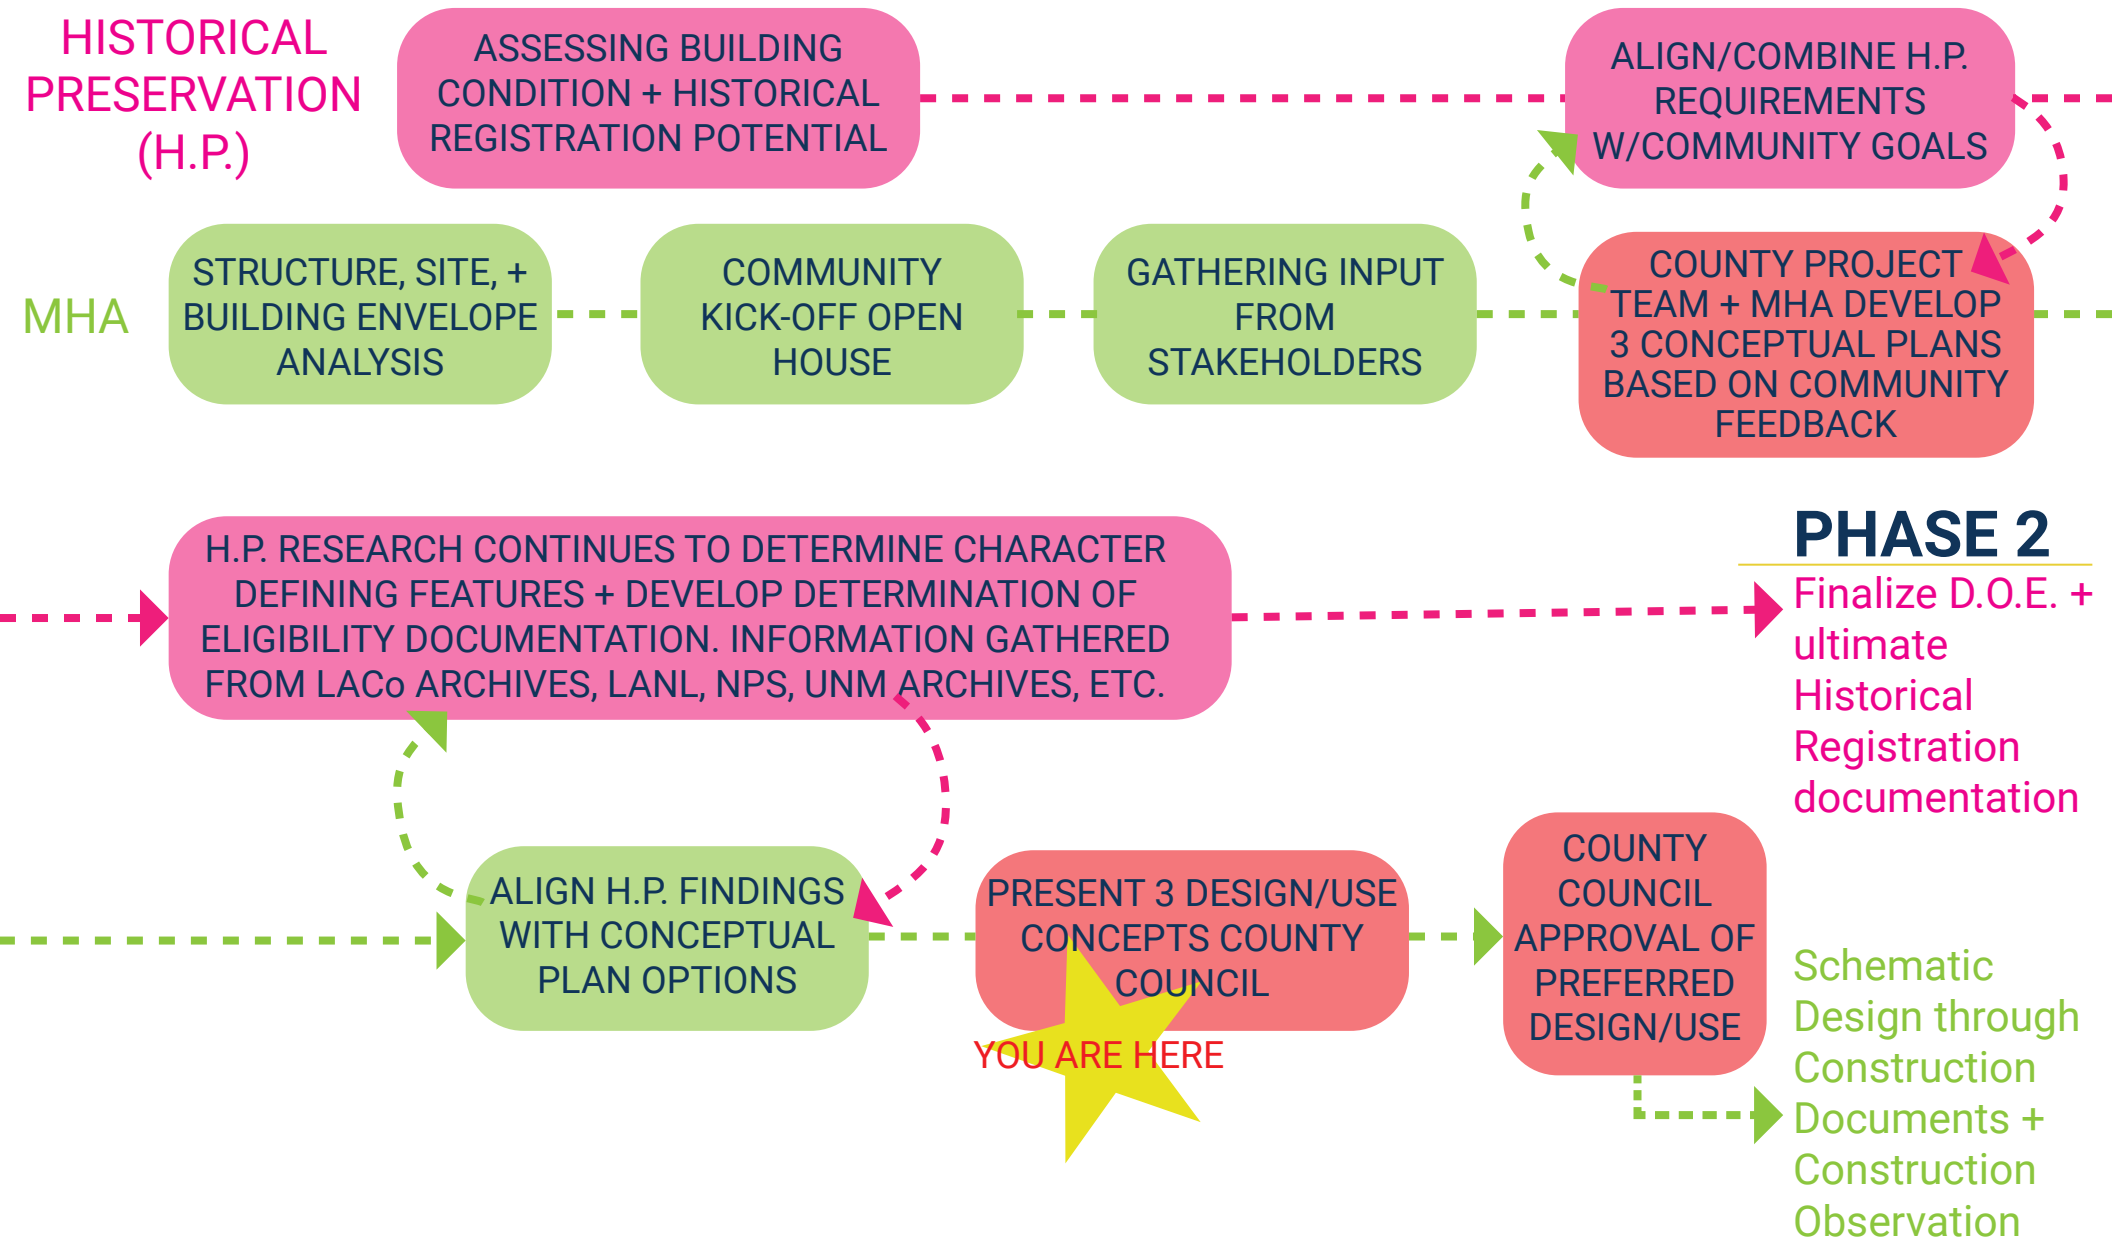 HISTORICAL
PRESERVATION
(H.P.)
ASSESSING BUILDING
CONDITION + HISTORICAL
REGISTRATION POTENTIAL
ALIGN/COMBINE H.P.
REQUIREMENTS
W/COMMUNITY GOALS
MHA
STRUCTURE, SITE, +
BUILDING ENVELOPE
ANALYSIS
COMMUNITY
KICK-OFF OPEN
HOUSE
GATHERING INPUT
FROM
STAKEHOLDERS
COUNTY PROJECT
TEAM + MHA DEVELOP
3 CONCEPTUAL PLANS
BASED ON COMMUNITY
FEEDBACK
H.P. RESEARCH CONTINUES TO DETERMINE CHARACTER
DEFINING FEATURES + DEVELOP DETERMINATION OF
ELIGIBILITY DOCUMENTATION. INFORMATION GATHERED
FROM LACo ARCHIVES, LANL, NPS, UNM ARCHIVES, ETC.
PHASE 2
Finalize D.O.E. +
ultimate
Historical
Registration
documentation
ALIGN H.P. FINDINGS
WITH CONCEPTUAL
PLAN OPTIONS
PRESENT 3 DESIGN/USE
CONCEPTS COUNTY
COUNCIL
YOU ARE HERE
COUNTY
COUNCIL
APPROVAL OF
PREFERRED
DESIGN/USE
Schematic
Design through
Construction
Documents +
Construction
Observation